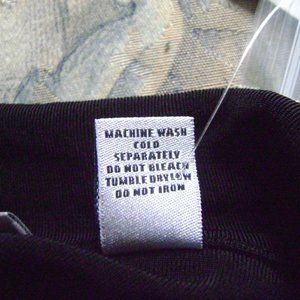 MACHINE WASH
COLD
SEPARATELY
DO NOT BLEACH
TUMBLE DRY LOW
DO NOT IRON